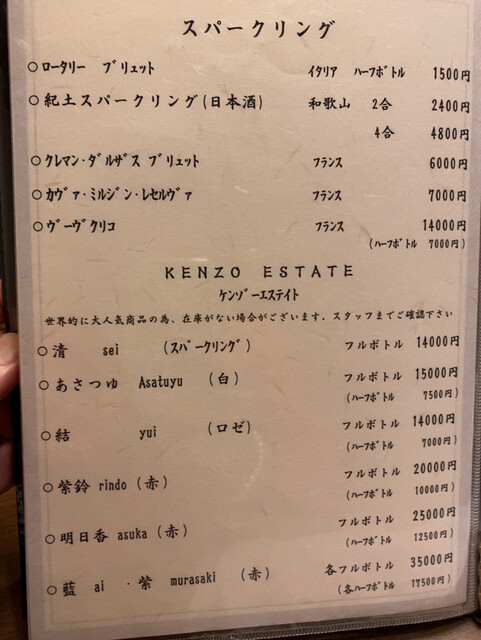 スパークリング
○ロータリー ブリュット イタリア ハーフボトル 1500円
○紀土スパークリング(日本酒) 和歌山 2合 2400円
4合 4800円
○クレマン・ダルザス ブリュット フランス 6000円
○カヴァ・ミルジン・レセルヴァ フランス 7000円
○ヴーヴクリコ フランス 14000円
(ハーフボトル 7000円)
KENZO ESTATE
ケンゾーエステイト
世界的に大人気商品の為、在庫がない場合がございます。スタッフまでご確認下さい
○清 sei (スパークリング) フルボトル 14000円
○あさつゆ Asatuyu (白) フルボトル 15000円
(ハーフボトル 7500円)
○結 yui (ロゼ) フルボトル 14000円
(ハーフボトル 7000円)
○紫鈴 rindo (赤) フルボトル 20000円
(ハーフボトル 10000円)
○明日香 asuka (赤) フルボトル 25000円
(ハーフボトル 12500円)
○藍 ai ・紫 murasaki (赤) 各フルボトル 35000円
(各ハーフボトル 17500円)